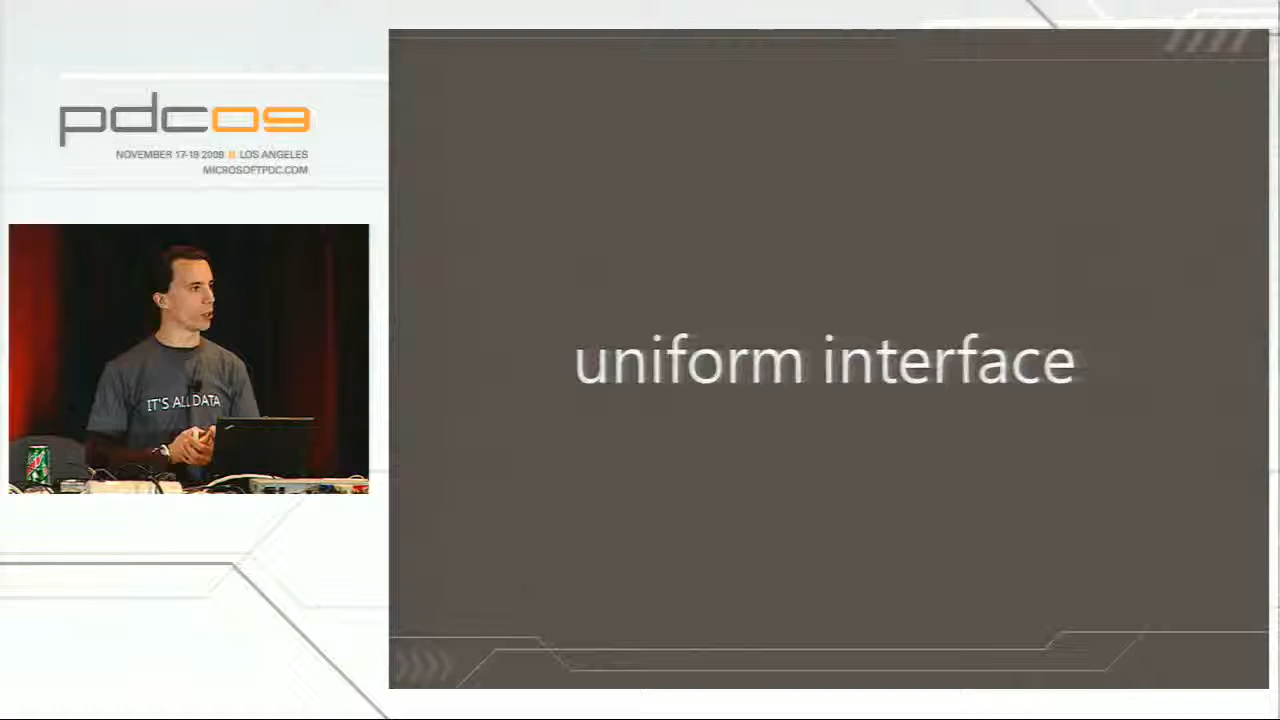 pdc09
NOVEMBER 17-19 2009 LOS ANGELES
MICROSOFTPDC.COM
IT'S ALL DATA
uniform interface